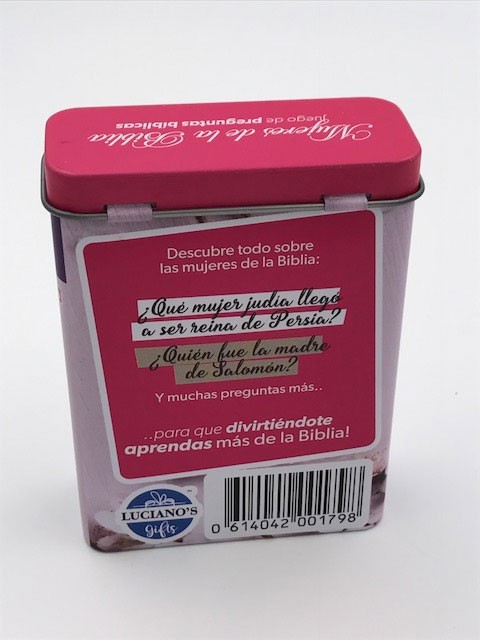 Mujeres de la Biblia
Juego de preguntas bíblicas
Descubre todo sobre
las mujeres de la Biblia:
¿Qué mujer judía llegó
a ser reina de Persia?
¿Quién fue la madre
de Salomón?
Y muchas preguntas más..
..para que divirtiéndote
aprendas más de la Biblia!
LUCIANO'S
gifts
0 614042 001798